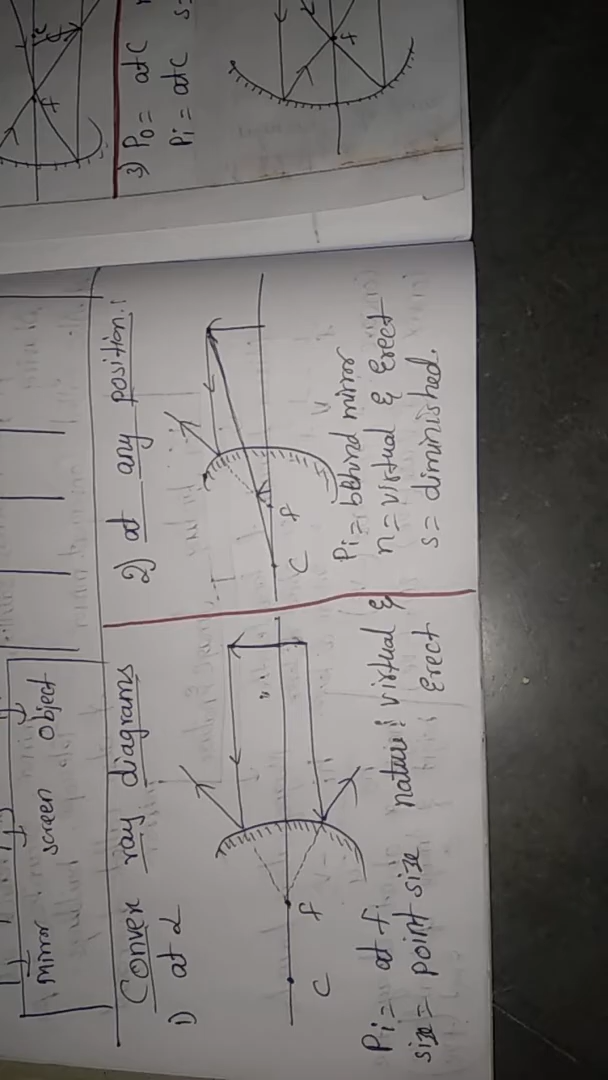 mirror screen object
Convex ray diagrams
1) at α
C f
Pi = at f nature: virtual &
size = point size Erect
2) at any position:
C f
Pi = behind mirror
n = virtual & Erect
s = diminished.
3) Po = at C
Pi = at C s=
f
c
f